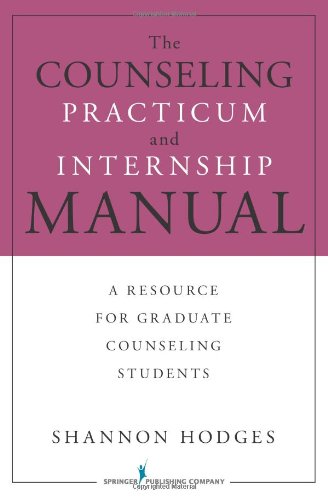 The
COUNSELING
PRACTICUM
and
INTERNSHIP
MANUAL
A RESOURCE
FOR GRADUATE
COUNSELING
STUDENTS
SHANNON HODGES
SPRINGER PUBLISHING COMPANY